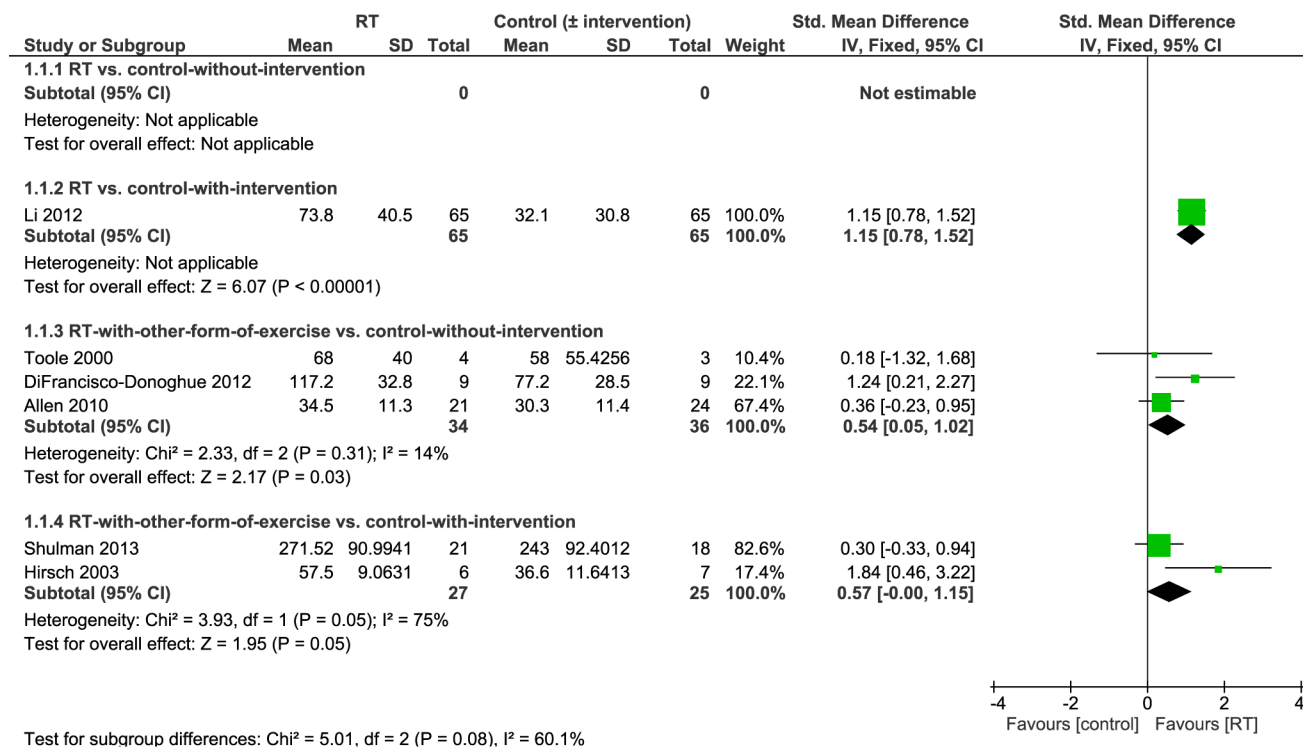 RT Control (± intervention) Std. Mean Difference Std. Mean Difference
Study or Subgroup Mean SD Total Mean SD Total Weight IV, Fixed, 95% CI IV, Fixed, 95% CI
1.1.1 RT vs. control-without-intervention
Subtotal (95% CI) 0 0 Not estimable
Heterogeneity: Not applicable
Test for overall effect: Not applicable
1.1.2 RT vs. control-with-intervention
Li 2012 73.8 40.5 65 32.1 30.8 65 100.0% 1.15 [0.78, 1.52]
Subtotal (95% CI) 65 65 100.0% 1.15 [0.78, 1.52]
Heterogeneity: Not applicable
Test for overall effect: Z = 6.07 (P < 0.00001)
1.1.3 RT-with-other-form-of-exercise vs. control-without-intervention
Toole 2000 68 40 4 58 55.4256 3 10.4% 0.18 [-1.32, 1.68]
DiFrancisco-Donoghue 2012 117.2 32.8 9 77.2 28.5 9 22.1% 1.24 [0.21, 2.27]
Allen 2010 34.5 11.3 21 30.3 11.4 24 67.4% 0.36 [-0.23, 0.95]
Subtotal (95% CI) 34 36 100.0% 0.54 [0.05, 1.02]
Heterogeneity: Chi² = 2.33, df = 2 (P = 0.31); I² = 14%
Test for overall effect: Z = 2.17 (P = 0.03)
1.1.4 RT-with-other-form-of-exercise vs. control-with-intervention
Shulman 2013 271.52 90.9941 21 243 92.4012 18 82.6% 0.30 [-0.33, 0.94]
Hirsch 2003 57.5 9.0631 6 36.6 11.6413 7 17.4% 1.84 [0.46, 3.22]
Subtotal (95% CI) 27 25 100.0% 0.57 [-0.00, 1.15]
Heterogeneity: Chi² = 3.93, df = 1 (P = 0.05); I² = 75%
Test for overall effect: Z = 1.95 (P = 0.05)
-4 -2 0 2 4
Favours [control] Favours [RT]
Test for subgroup differences: Chi² = 5.01, df = 2 (P = 0.08), I² = 60.1%